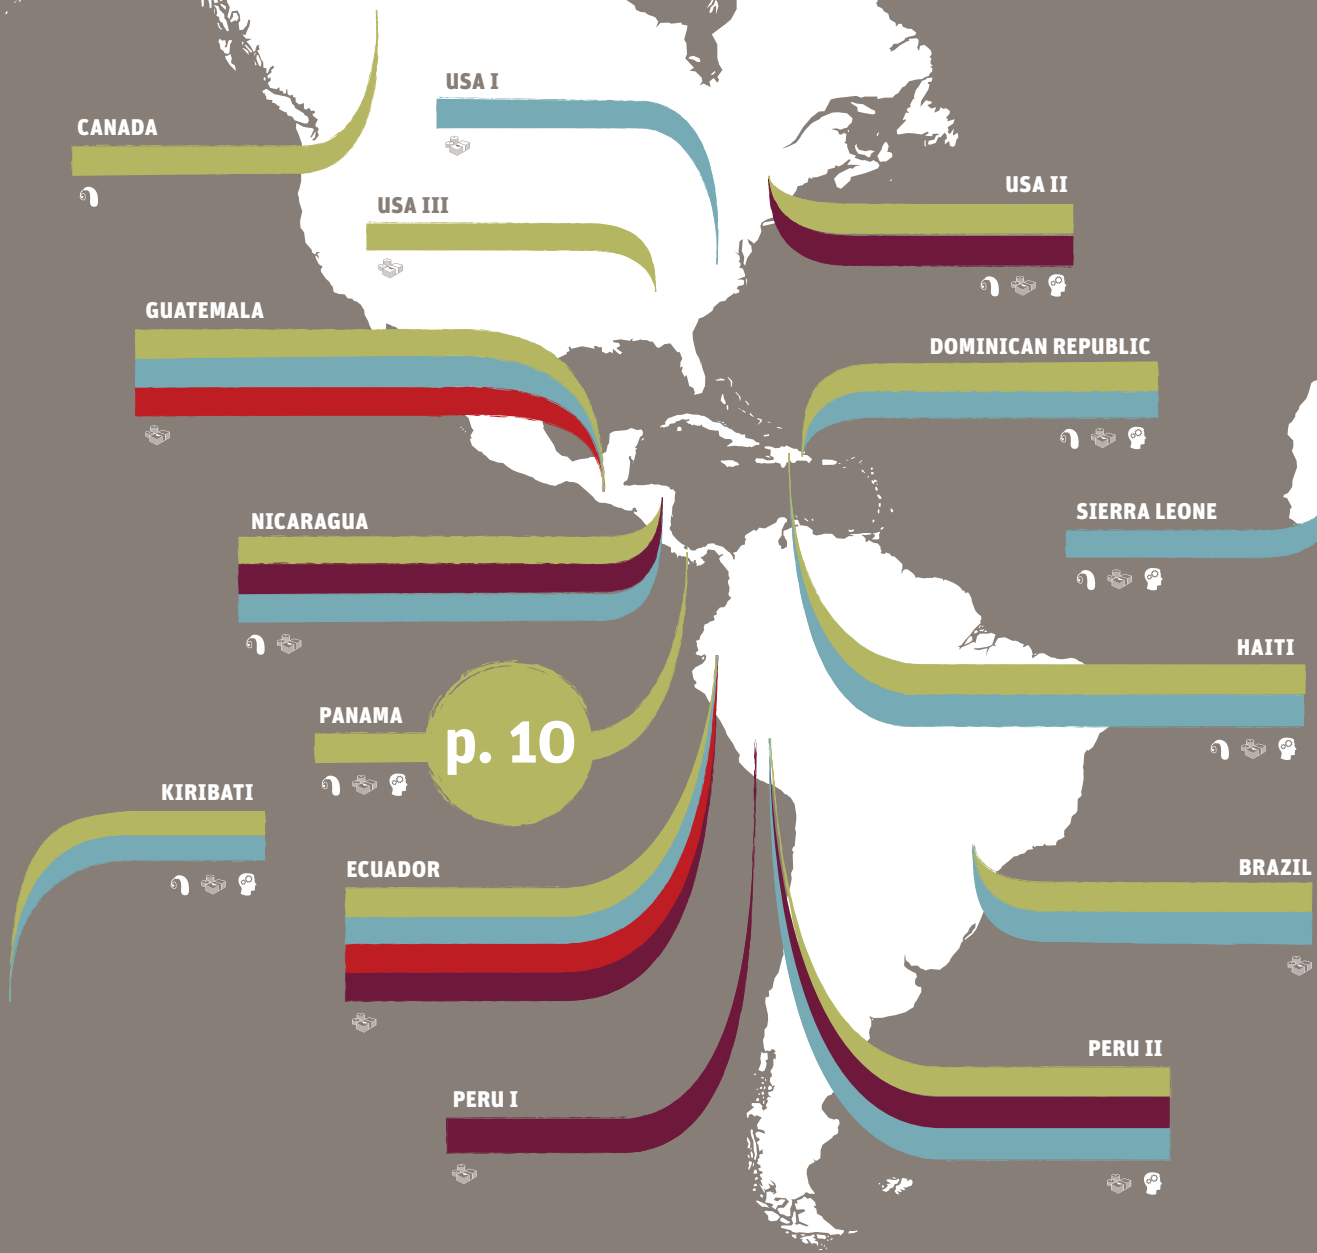 USA I
CANADA
USA II
USA III
GUATEMALA
DOMINICAN REPUBLIC
SIERRA LEONE
NICARAGUA
HAITI
PANAMA
p. 10
KIRIBATI
ECUADOR
BRAZIL
PERU II
PERU I